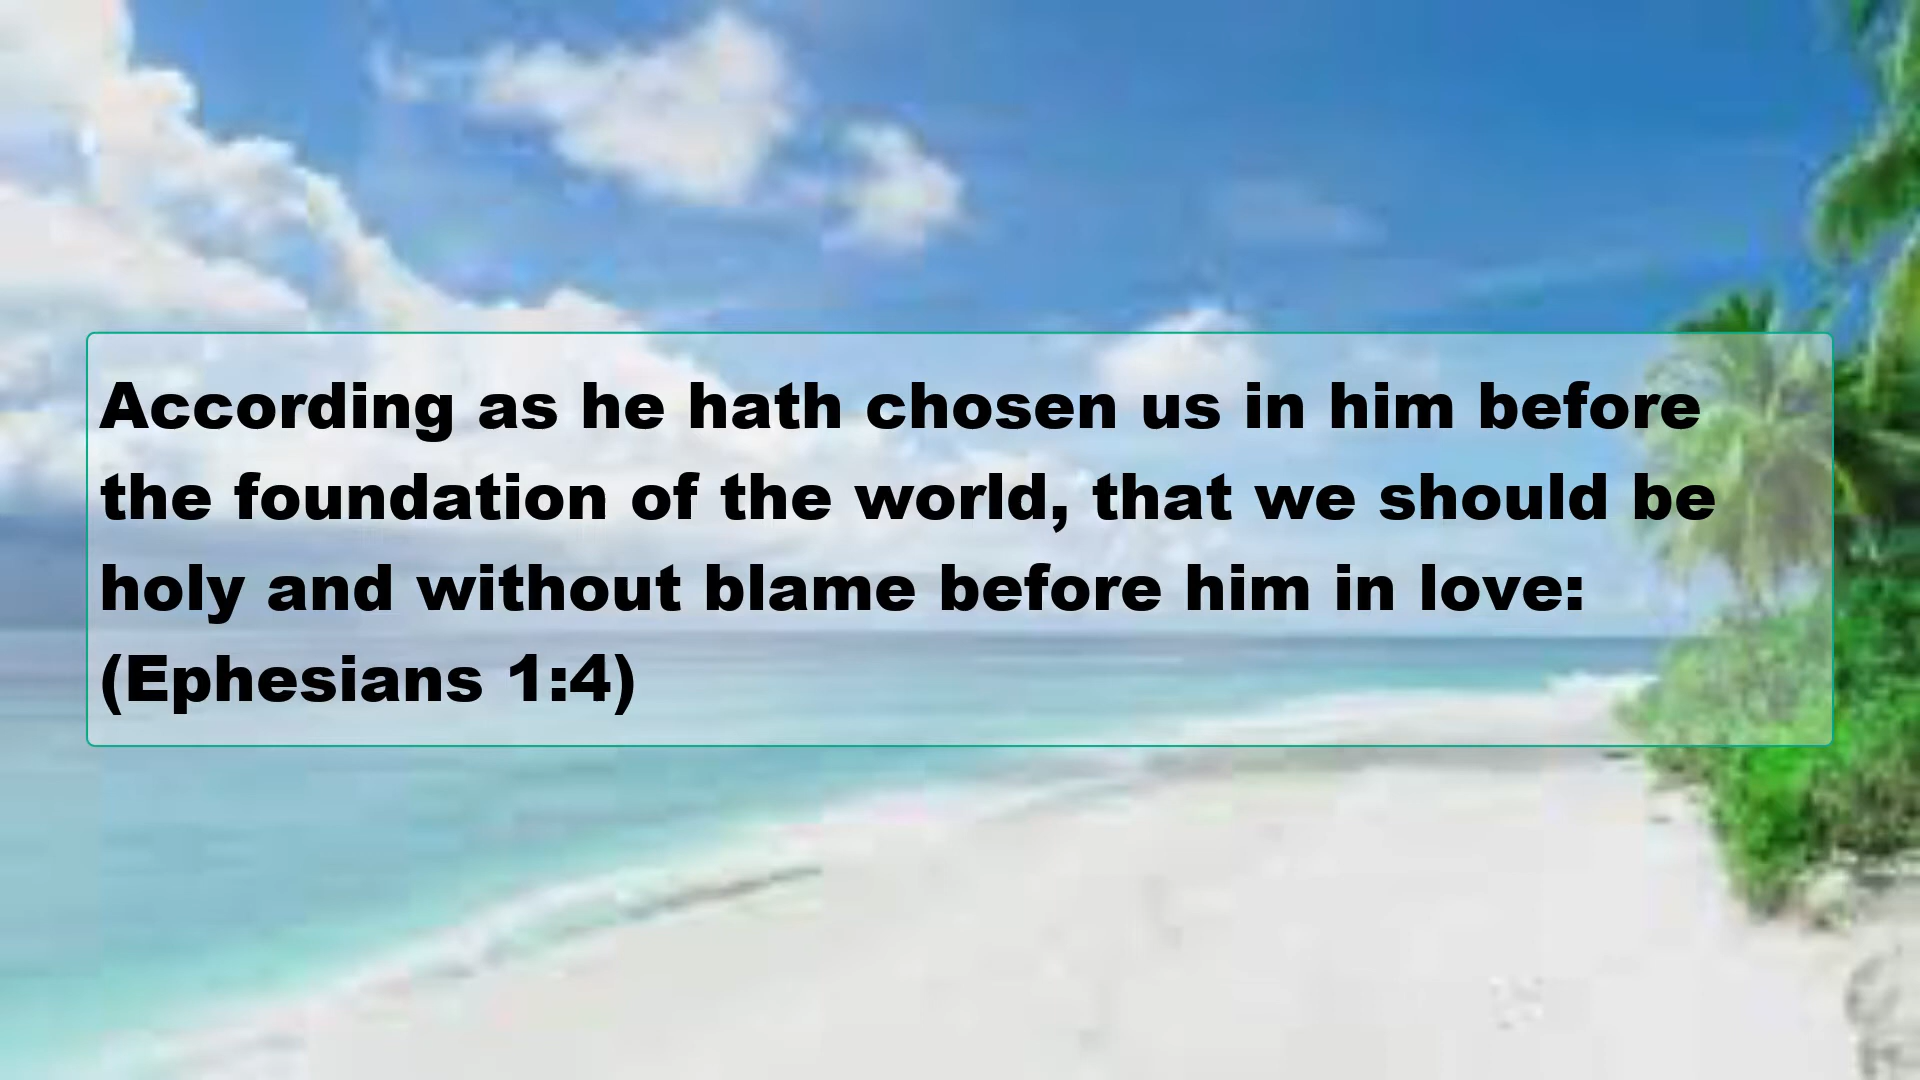 According as he hath chosen us in him before
the foundation of the world, that we should be
holy and without blame before him in love:
(Ephesians 1:4)